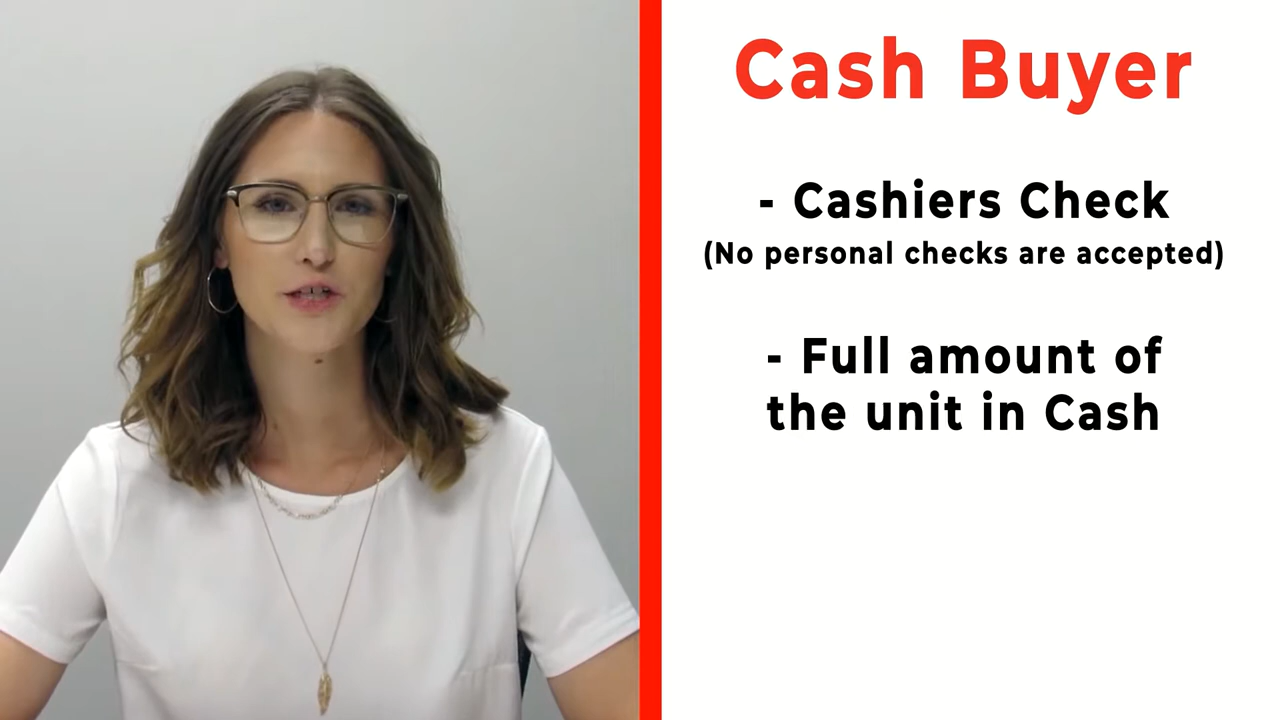 Cash Buyer
- Cashiers Check
(No personal checks are accepted)
- Full amount of
the unit in Cash